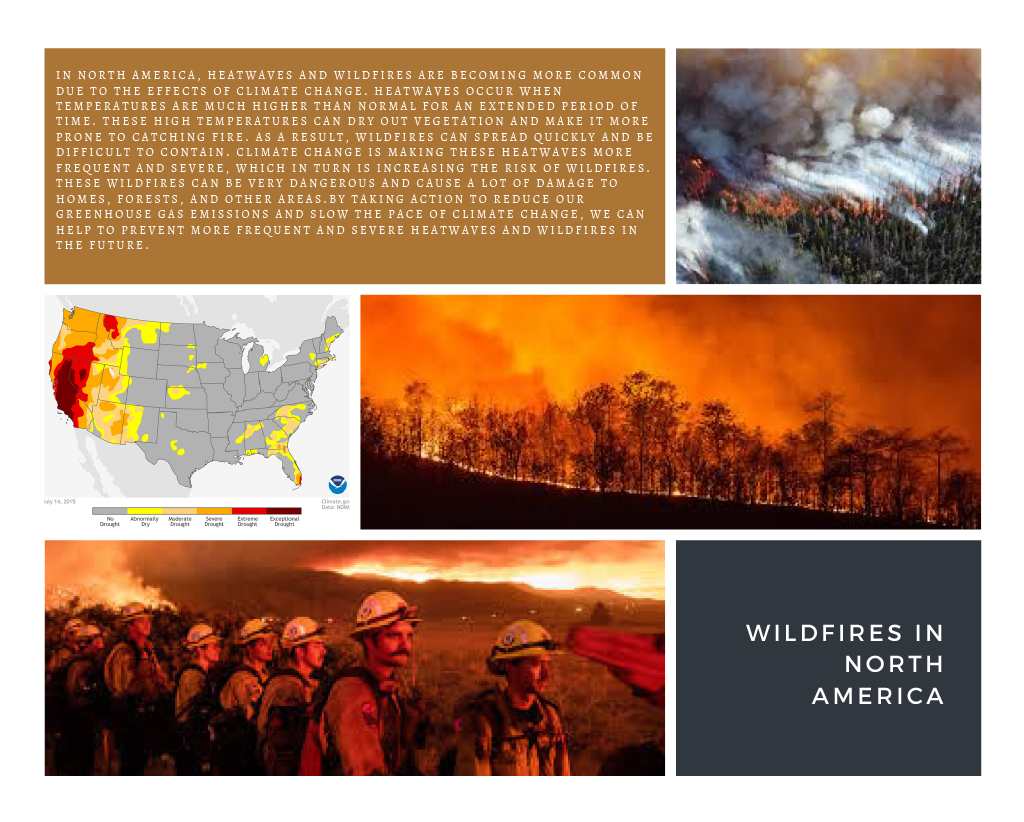 IN NORTH AMERICA, HEATWAVES AND WILDFIRES ARE BECOMING MORE COMMON
DUE TO THE EFFECTS OF CLIMATE CHANGE. HEATWAVES OCCUR WHEN
TEMPERATURES ARE MUCH HIGHER THAN NORMAL FOR AN EXTENDED PERIOD OF
TIME. THESE HIGH TEMPERATURES CAN DRY OUT VEGETATION AND MAKE IT MORE
PRONE TO CATCHING FIRE. AS A RESULT, WILDFIRES CAN SPREAD QUICKLY AND BE
DIFFICULT TO CONTAIN. CLIMATE CHANGE IS MAKING THESE HEATWAVES MORE
FREQUENT AND SEVERE, WHICH IN TURN IS INCREASING THE RISK OF WILDFIRES.
THESE WILDFIRES CAN BE VERY DANGEROUS AND CAUSE A LOT OF DAMAGE TO
HOMES, FORESTS, AND OTHER AREAS.BY TAKING ACTION TO REDUCE OUR
GREENHOUSE GAS EMISSIONS AND SLOW THE PACE OF CLIMATE CHANGE, WE CAN
HELP TO PREVENT MORE FREQUENT AND SEVERE HEATWAVES AND WILDFIRES IN
THE FUTURE.
uly 14, 2015
Climate.go
Data: NDM
No Drought
Abnormally Dry
Moderate Drought
Severe Drought
Extreme Drought
Exceptional Drought
WILDFIRES IN
NORTH
AMERICA